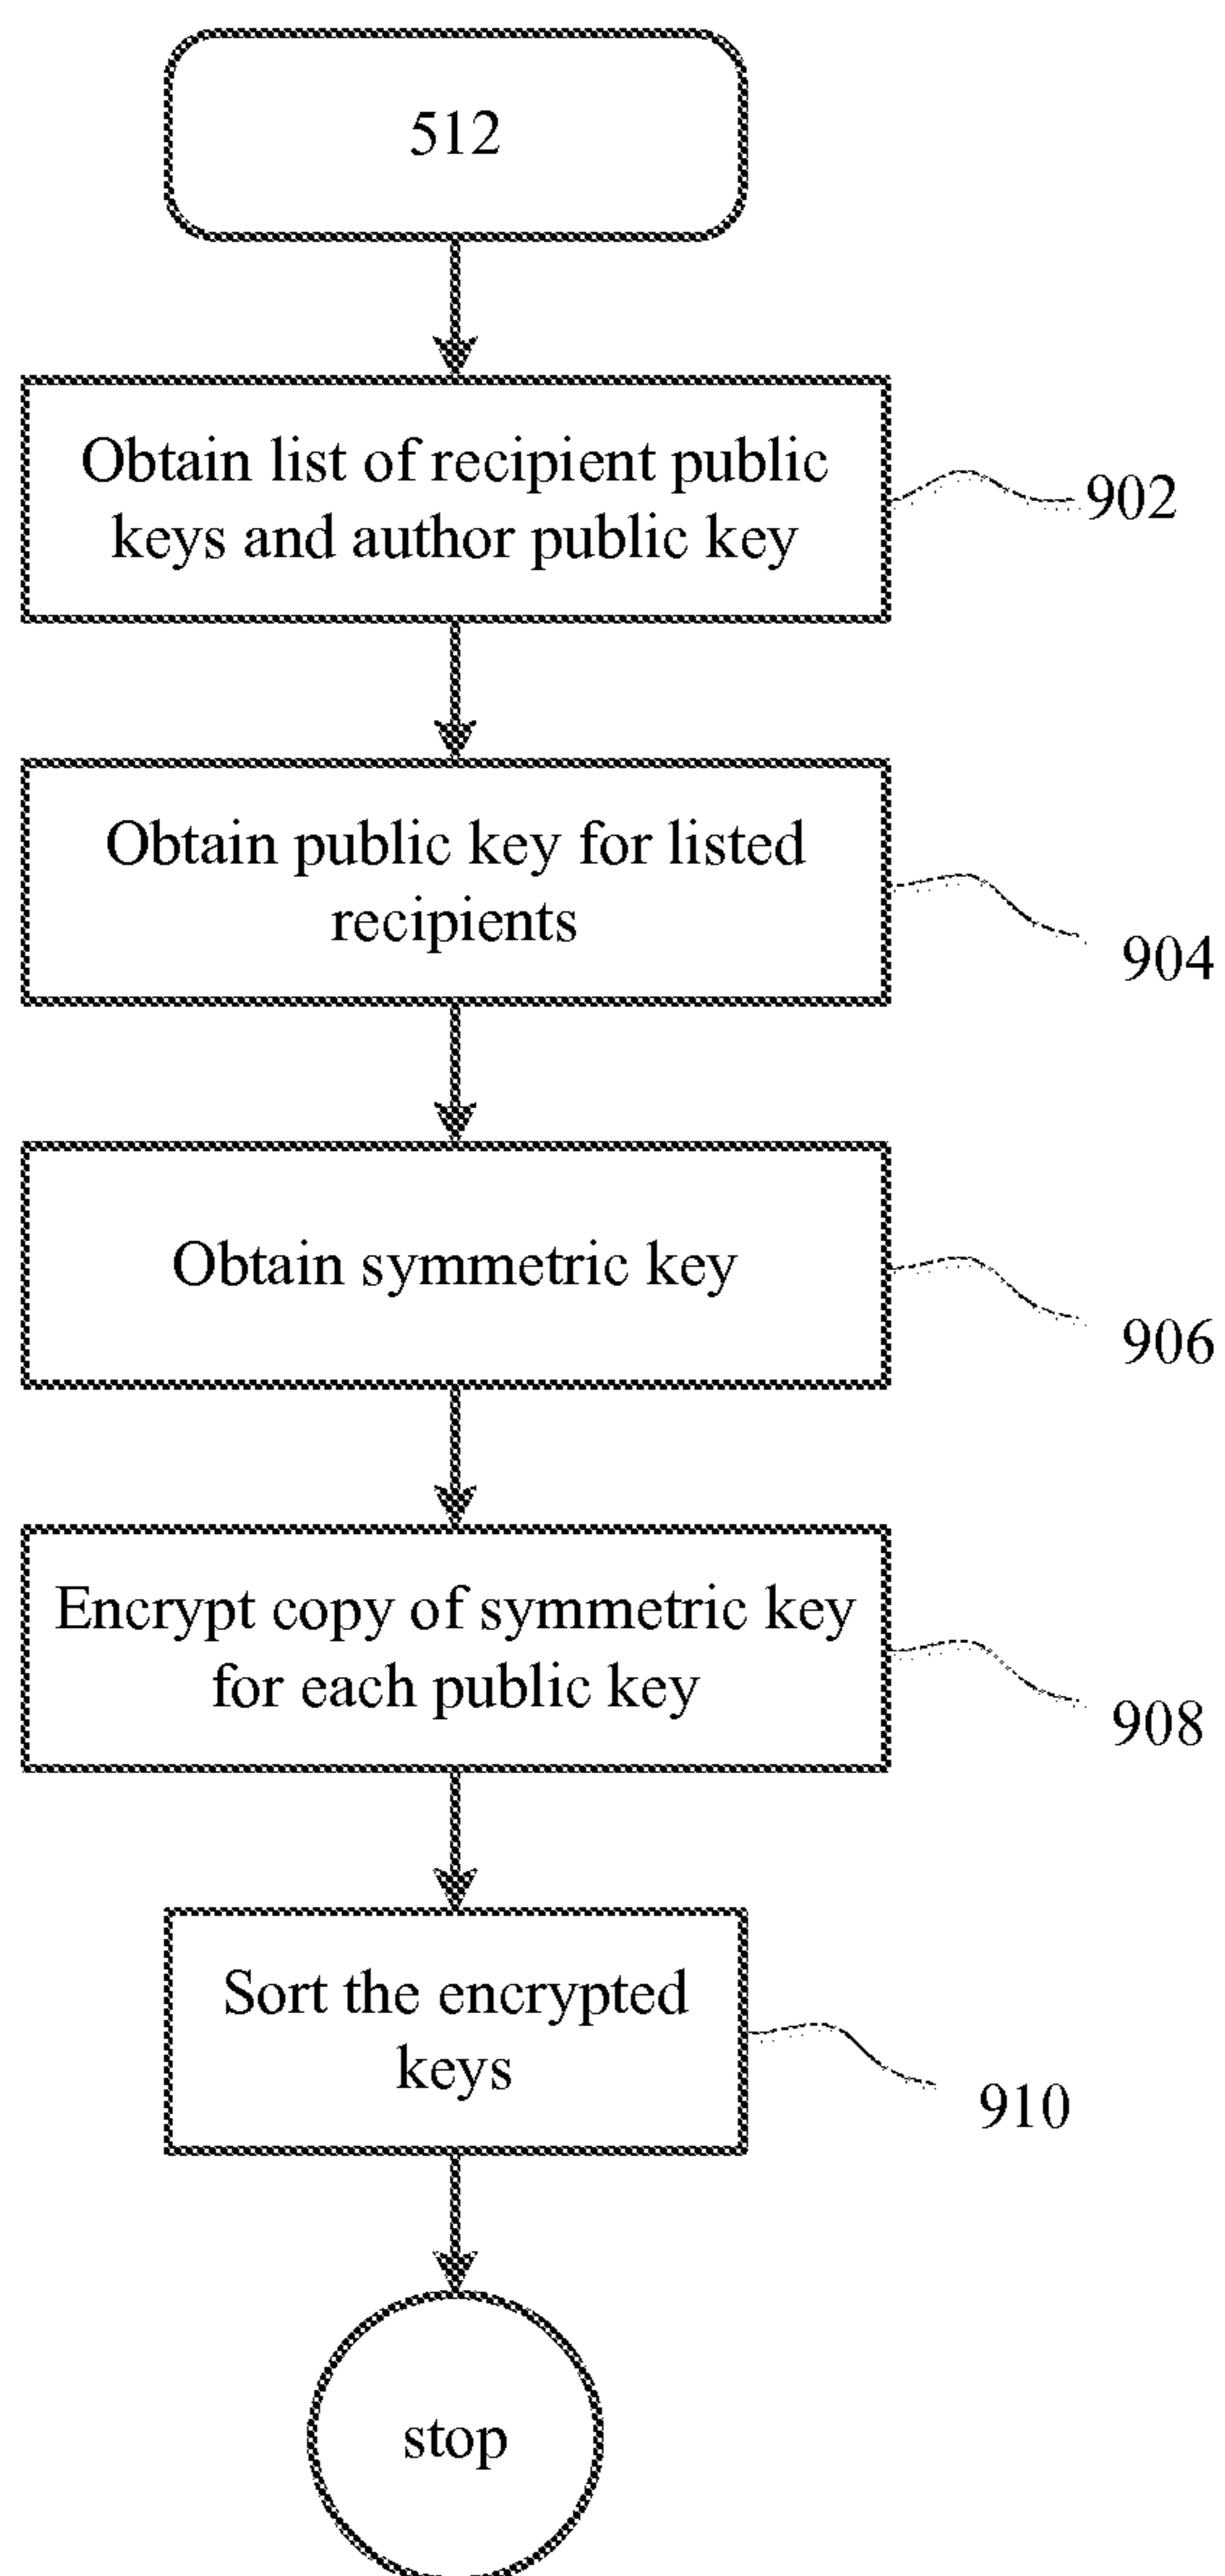 512
Obtain list of recipient public
keys and author public key
902
Obtain public key for listed
recipients
904
Obtain symmetric key
906
Encrypt copy of symmetric key
for each public key
908
Sort the encrypted
keys
910
stop